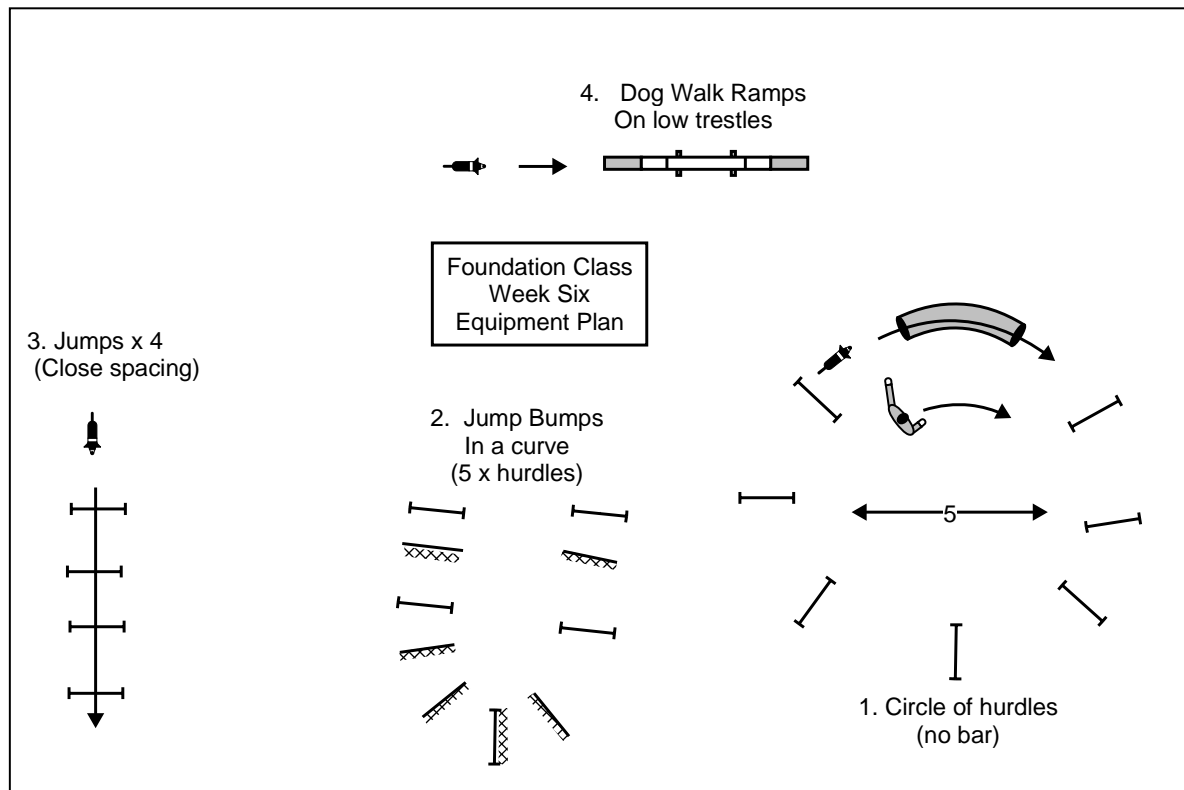 4. Dog Walk Ramps
On low trestles
Foundation Class
Week Six
Equipment Plan
3. Jumps x 4
(Close spacing)
2. Jump Bumps
In a curve
(5 x hurdles)
5
1. Circle of hurdles
(no bar)